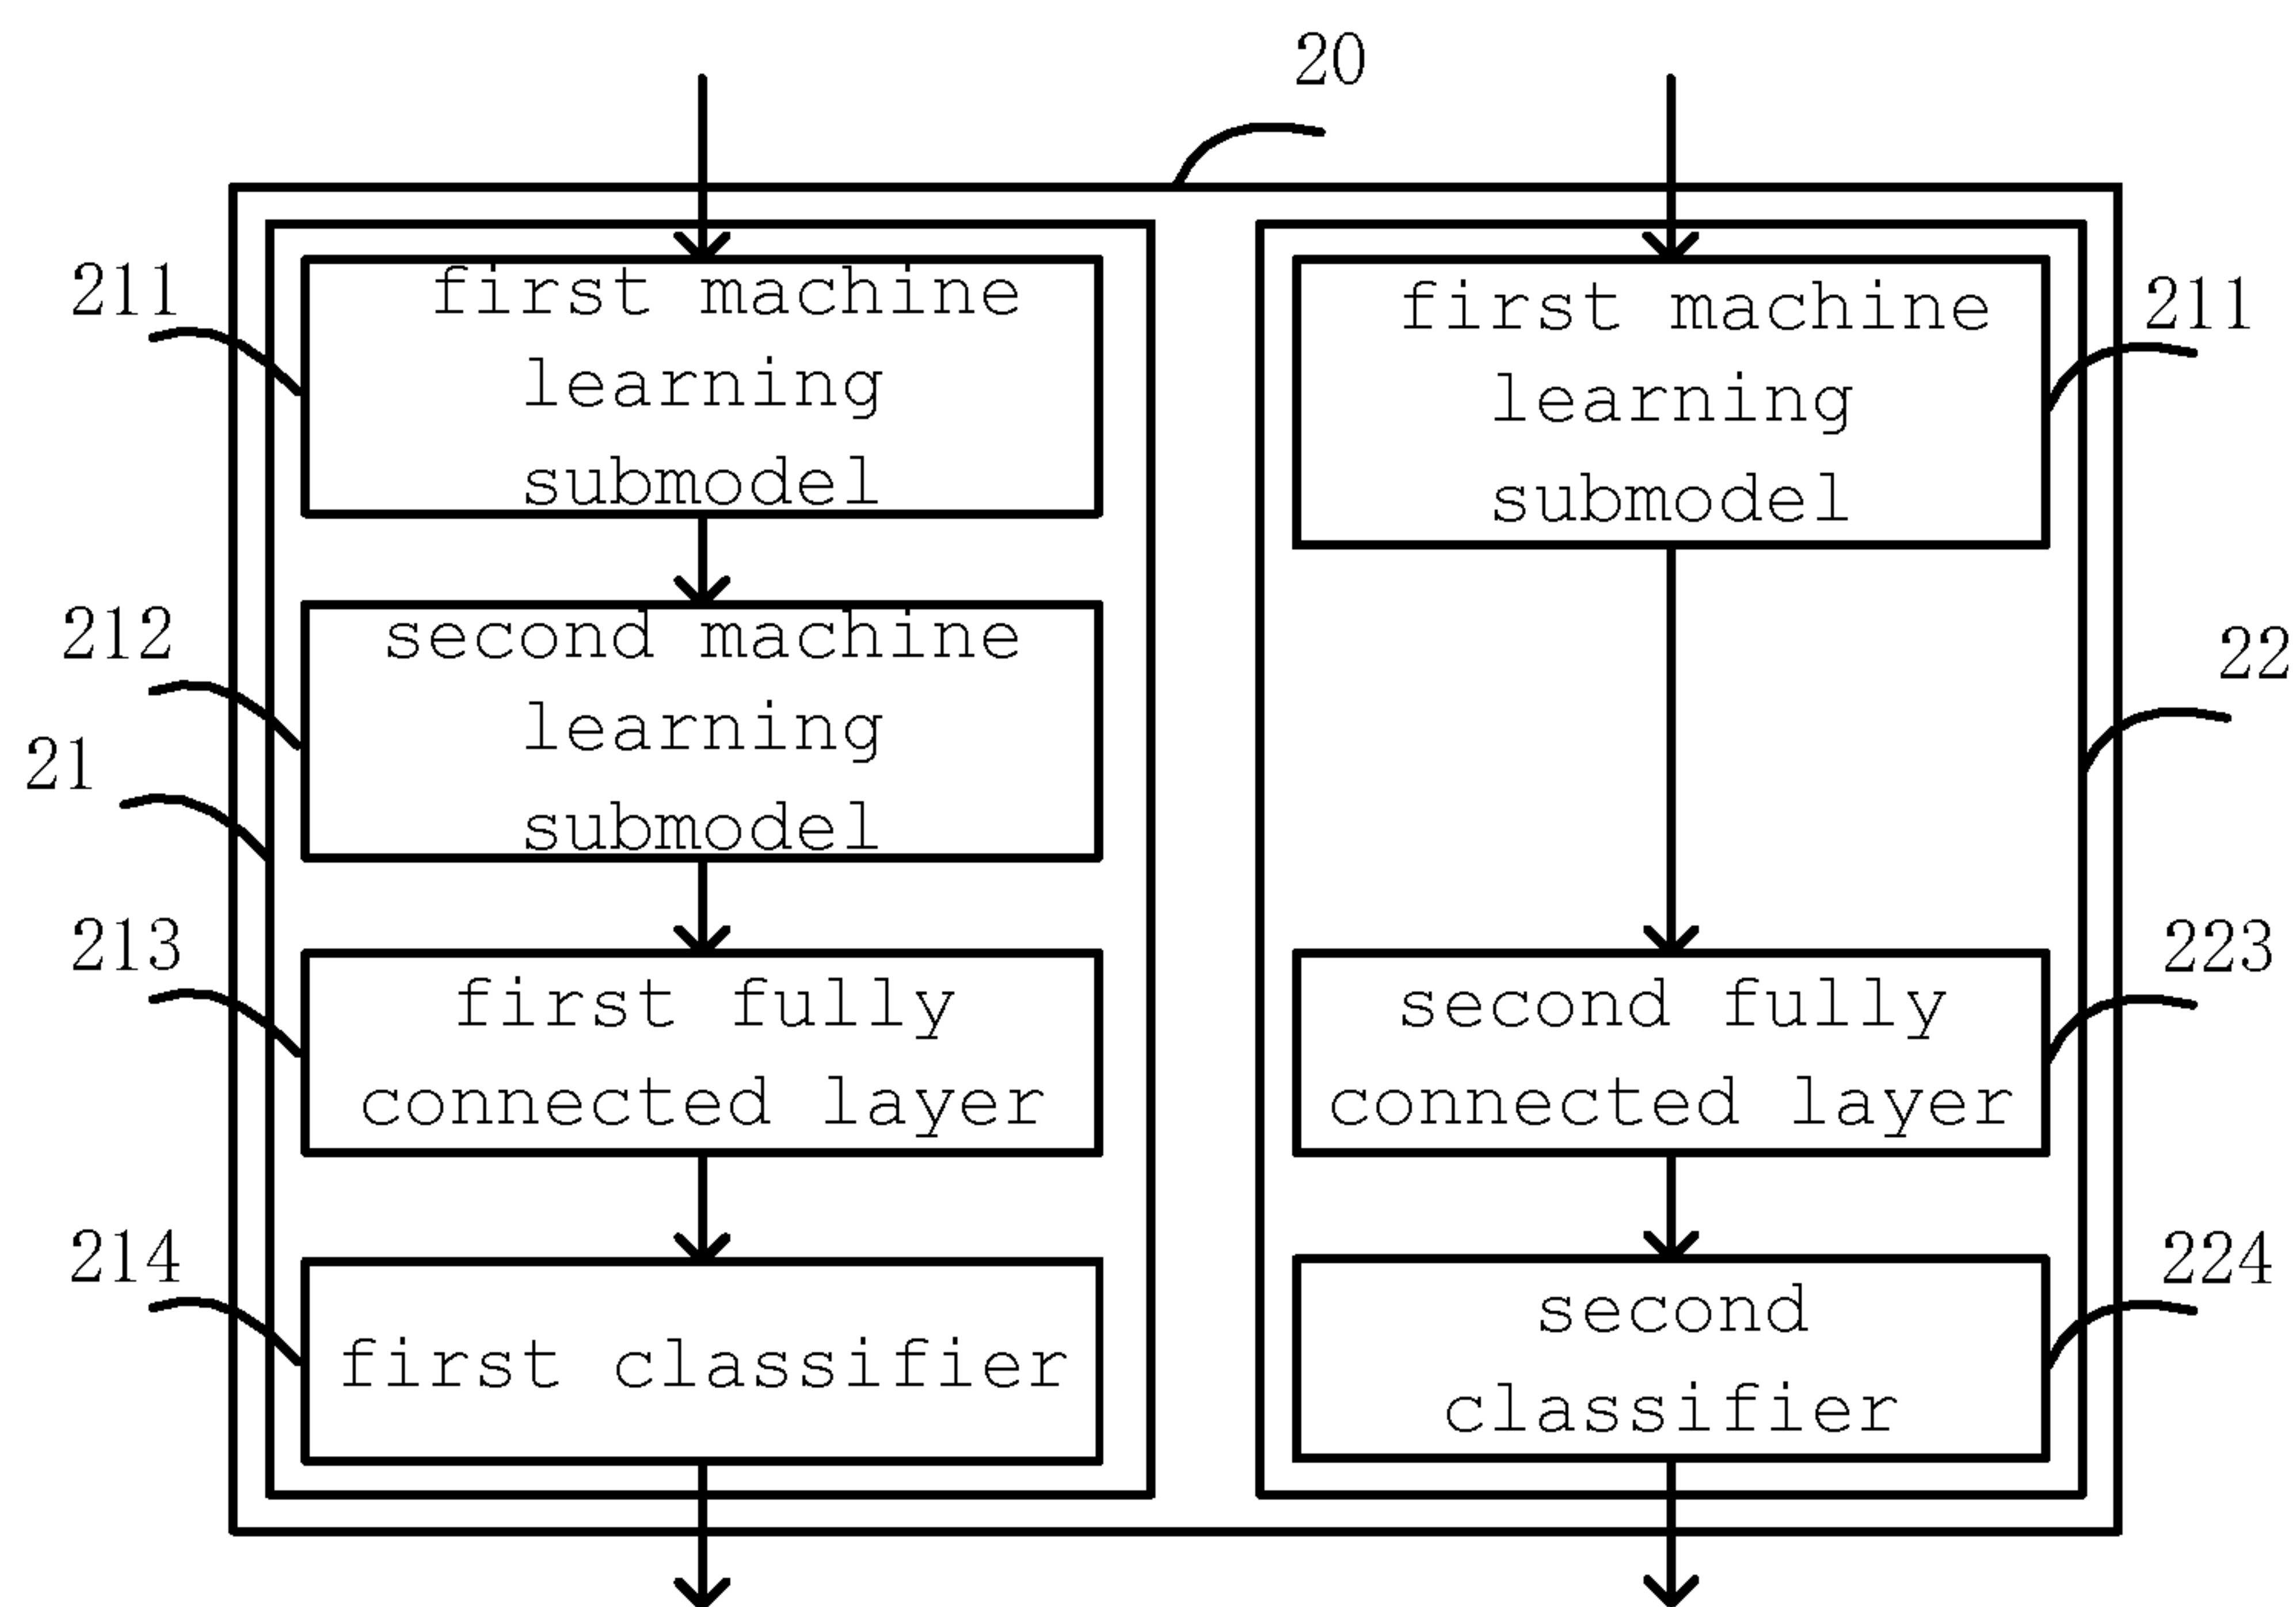 20
211
first machine
learning
submodel
first machine
learning
submodel
211
212
second machine
learning
submodel
21
22
213
first fully
connected layer
second fully
connected layer
223
214
first classifier
second
classifier
224